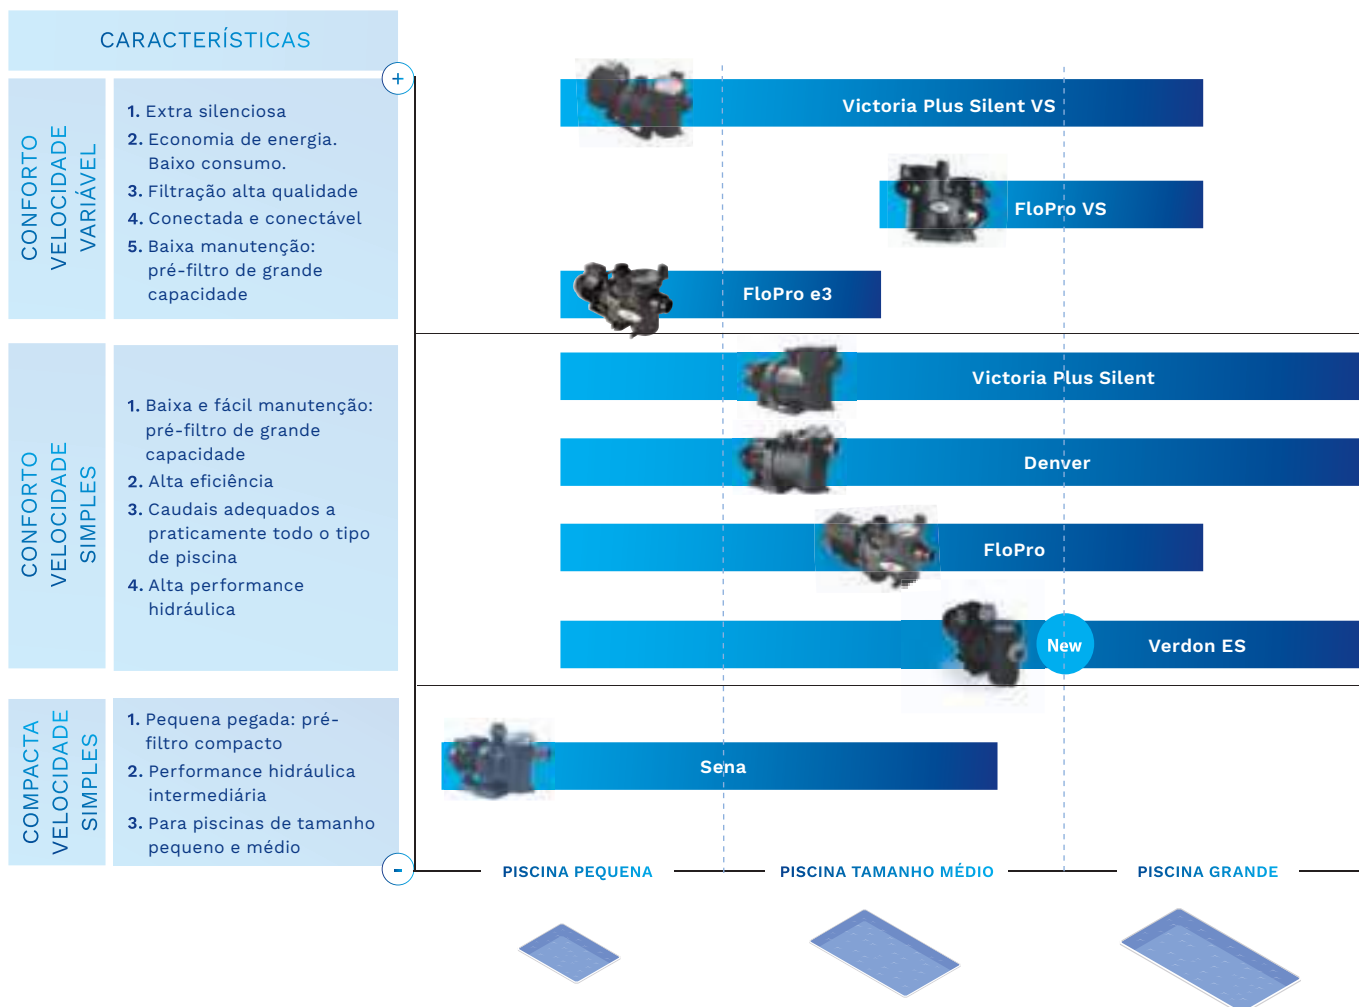 CARACTERÍSTICAS
+
CONFORTO
VELOCIDADE
VARIÁVEL
1. Extra silenciosa
2. Economia de energia.
Baixo consumo.
3. Filtração alta qualidade
4. Conectada e conectável
5. Baixa manutenção:
pré-filtro de grande
capacidade
Victoria Plus Silent VS
FloPro VS
FloPro e3
CONFORTO
VELOCIDADE
SIMPLES
1. Baixa e fácil manutenção:
pré-filtro de grande
capacidade
2. Alta eficiência
3. Caudais adequados a
praticamente todo o tipo
de piscina
4. Alta performance
hidráulica
Victoria Plus Silent
Denver
FloPro
New
Verdon ES
COMPACTA
VELOCIDADE
SIMPLES
1. Pequena pegada: pré-
filtro compacto
2. Performance hidráulica
intermediária
3. Para piscinas de tamanho
pequeno e médio
Sena
-
PISCINA PEQUENA
PISCINA TAMANHO MÉDIO
PISCINA GRANDE